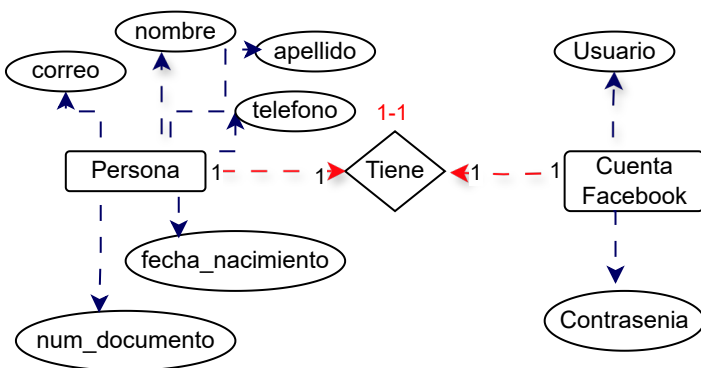 nombre
apellido
Usuario
correo
telefono
1-1
Persona
1
1
Tiene
1
1
Cuenta
Facebook
fecha_nacimiento
Contrasenia
num_documento